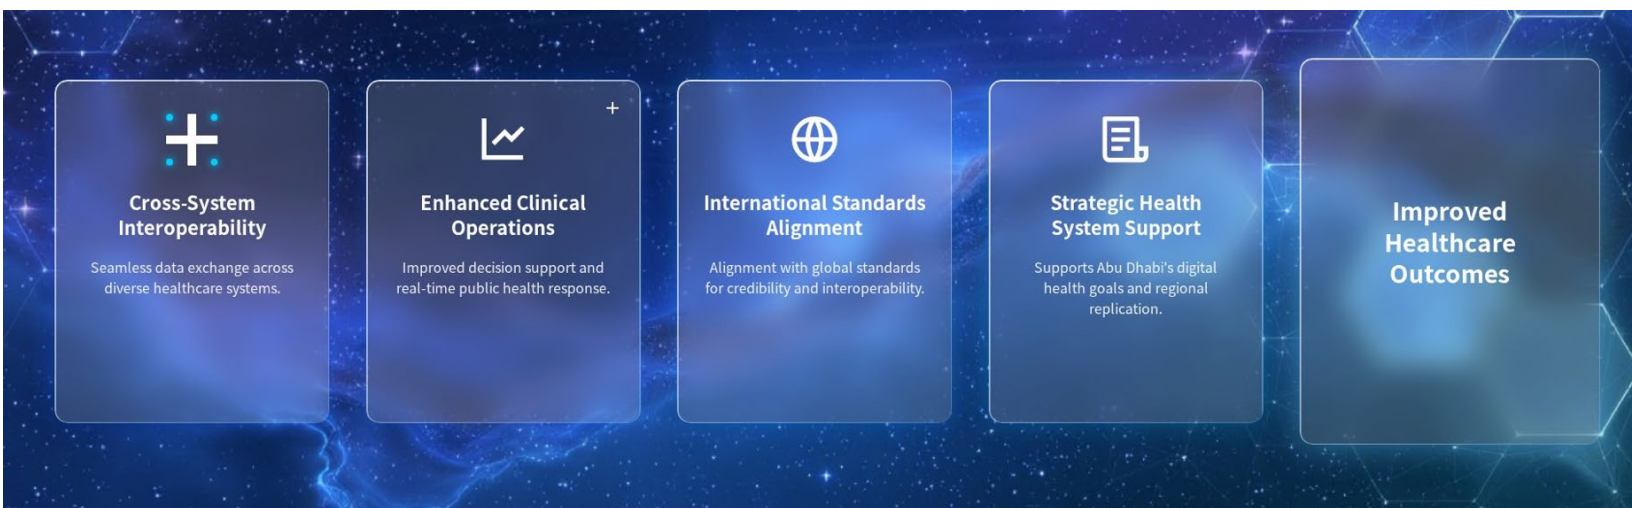 Cross-System
Interoperability
Seamless data exchange across
diverse healthcare systems.
Enhanced Clinical
Operations
Improved decision support and
real-time public health response.
International Standards
Alignment
Alignment with global standards
for credibility and interoperability.
Strategic Health
System Support
Supports Abu Dhabi's digital
health goals and regional
replication.
Improved
Healthcare
Outcomes